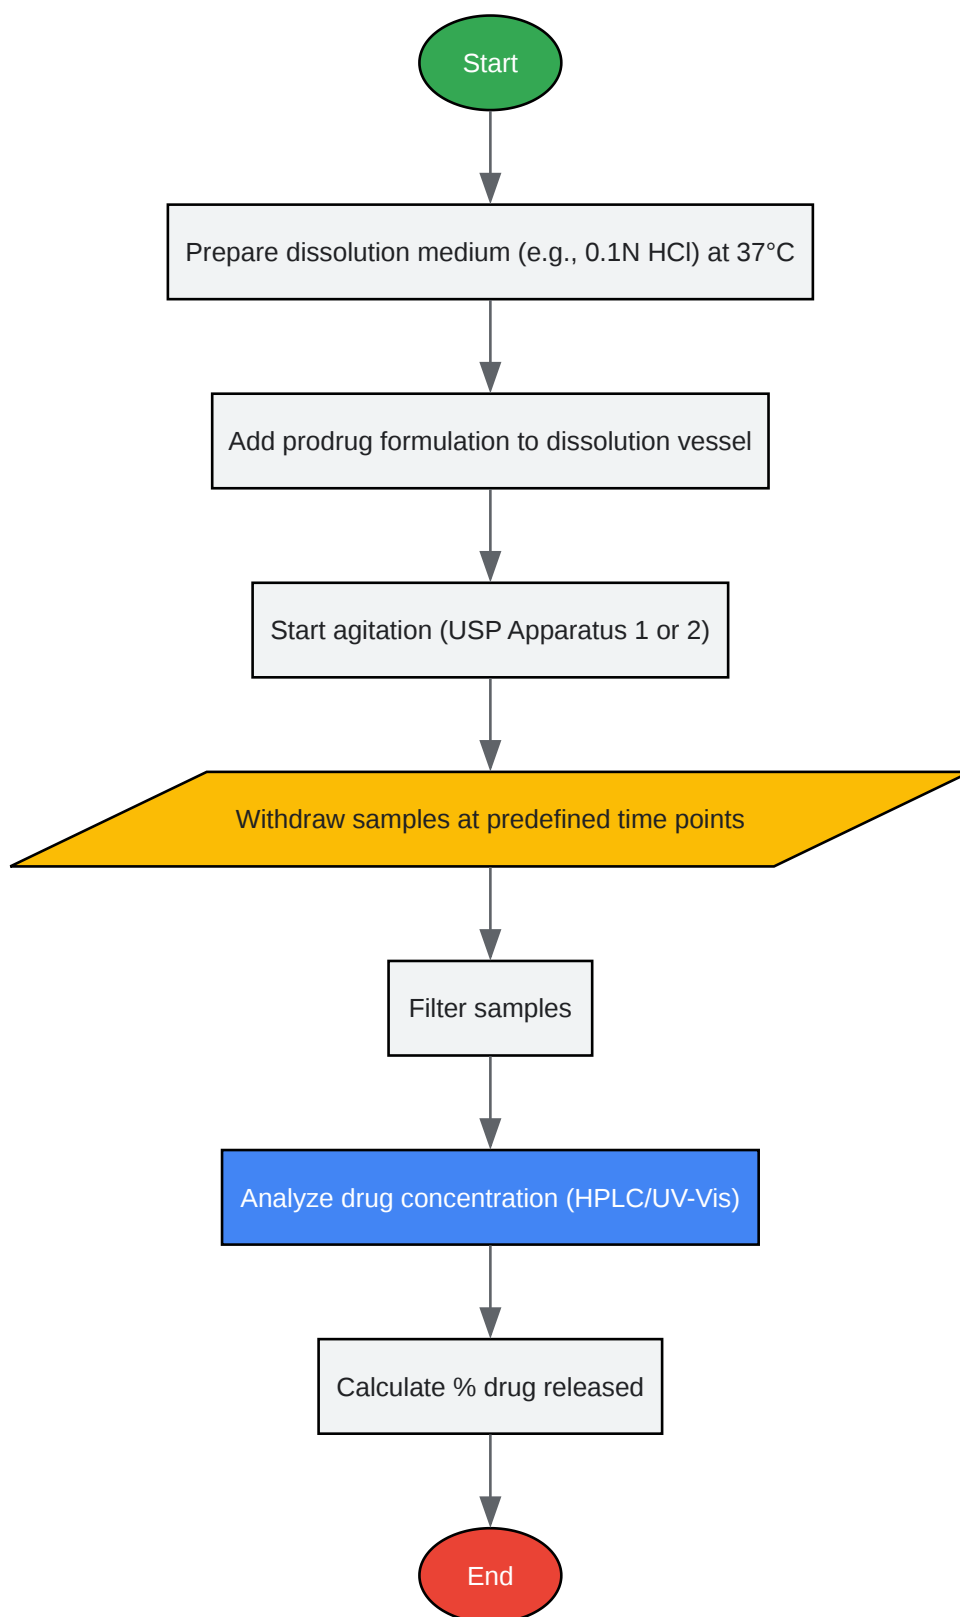 Start
Prepare dissolution medium (e.g., 0.1N HCl) at 37°C
Add prodrug formulation to dissolution vessel
Start agitation (USP Apparatus 1 or 2)
Withdraw samples at predefined time points
Filter samples
Analyze drug concentration (HPLC/UV-Vis)
Calculate % drug released
End